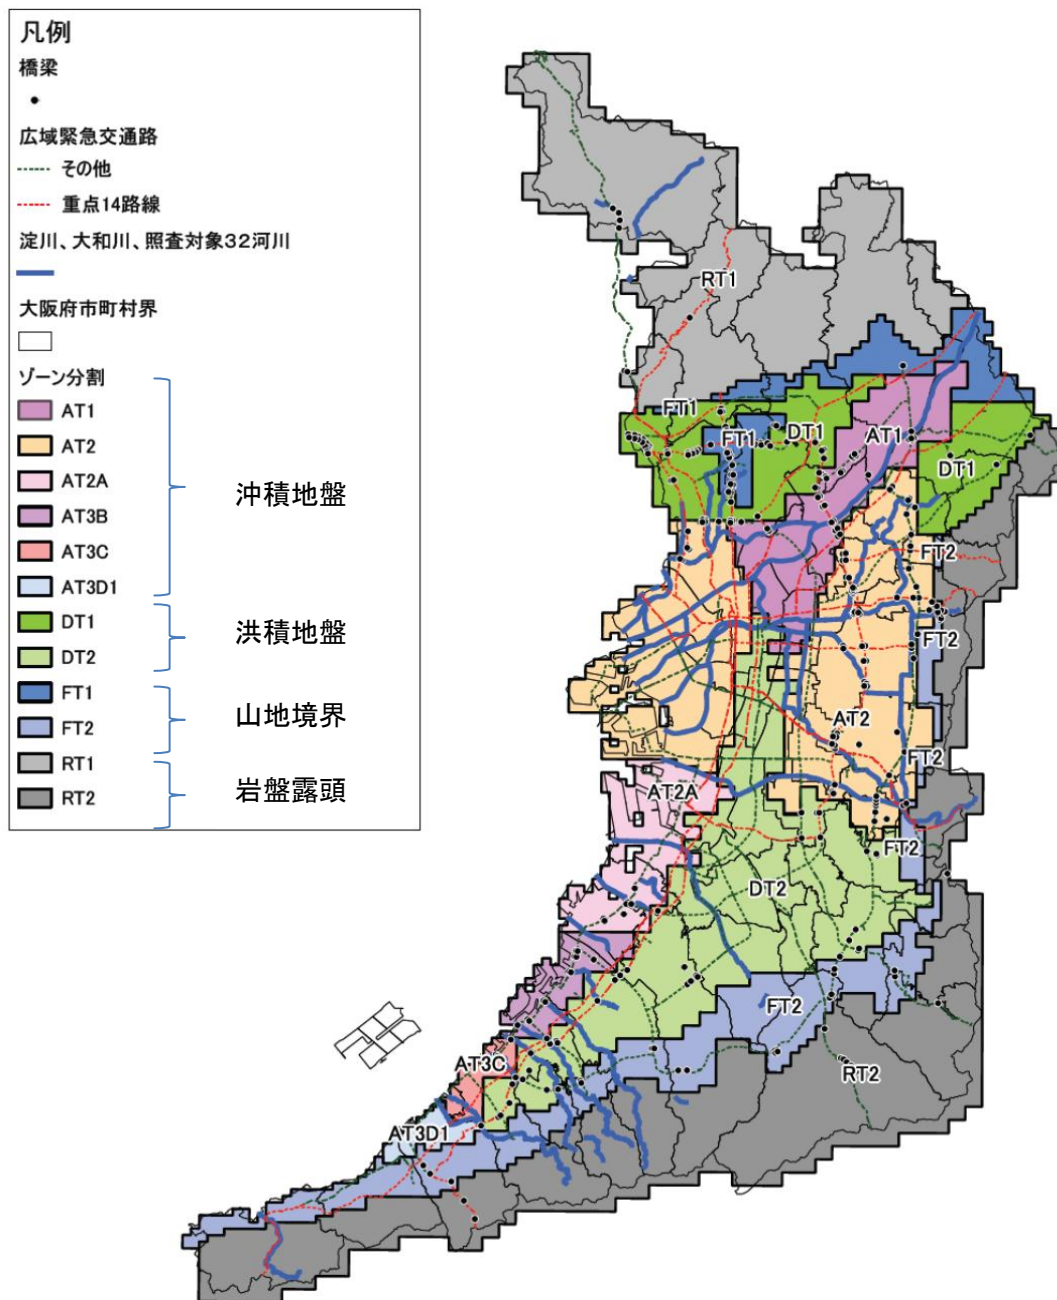 凡例
橋梁
広域緊急交通路
その他
重点14路線
淀川、大和川、照査対象32河川
大阪府市町村界
ゾーン分割
AT1
AT2
AT2A
AT3B
AT3C
AT3D1
DT1
DT2
FT1
FT2
RT1
RT2
沖積地盤
洪積地盤
山地境界
岩盤露頭
RT1
FT1
FT1
DT1
AT1
DT1
FT2
FT2
AT2
FT2
AT2A
FT2
DT2
FT2
RT2
AT3C
AT3D1